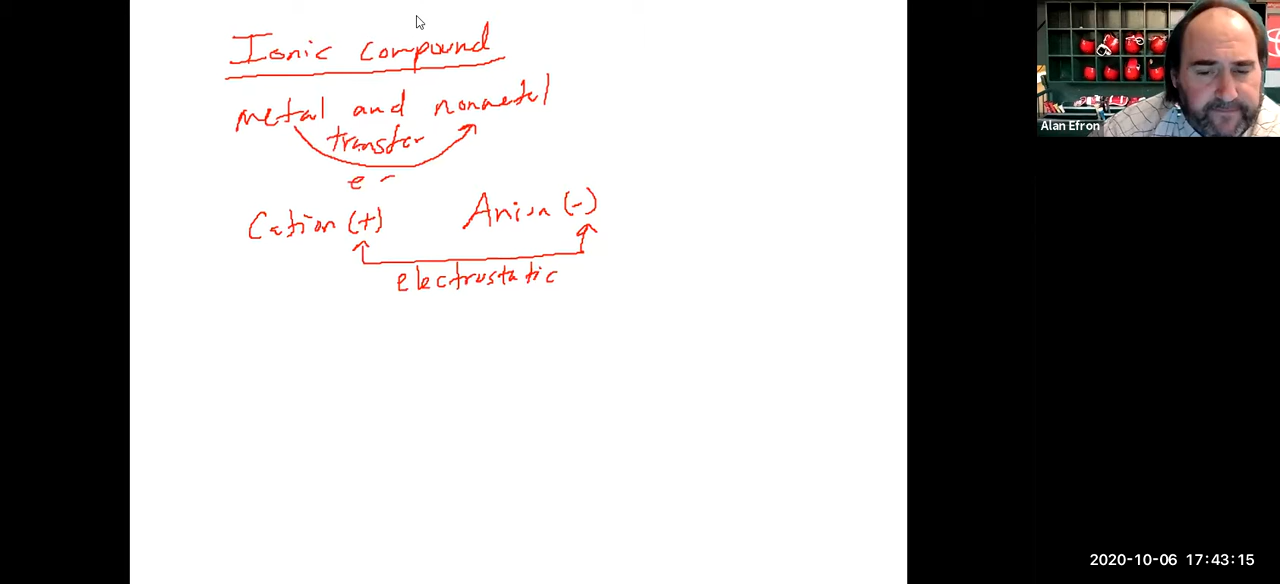 Ionic compound
metal and nonmetal
transfer
e -
Cation (+) Anion (-)
electrostatic
Alan Efron
2020-10-06 17:43:15